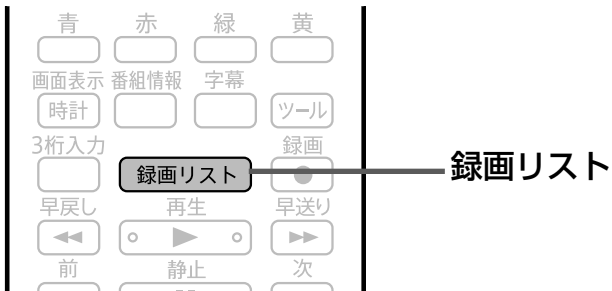 青 赤 緑 黄
画面表示 番組情報 字幕
時計 ツール
3桁入力 録画
録画リスト 録画リスト
早戻し 再生 早送り
前 静止 次